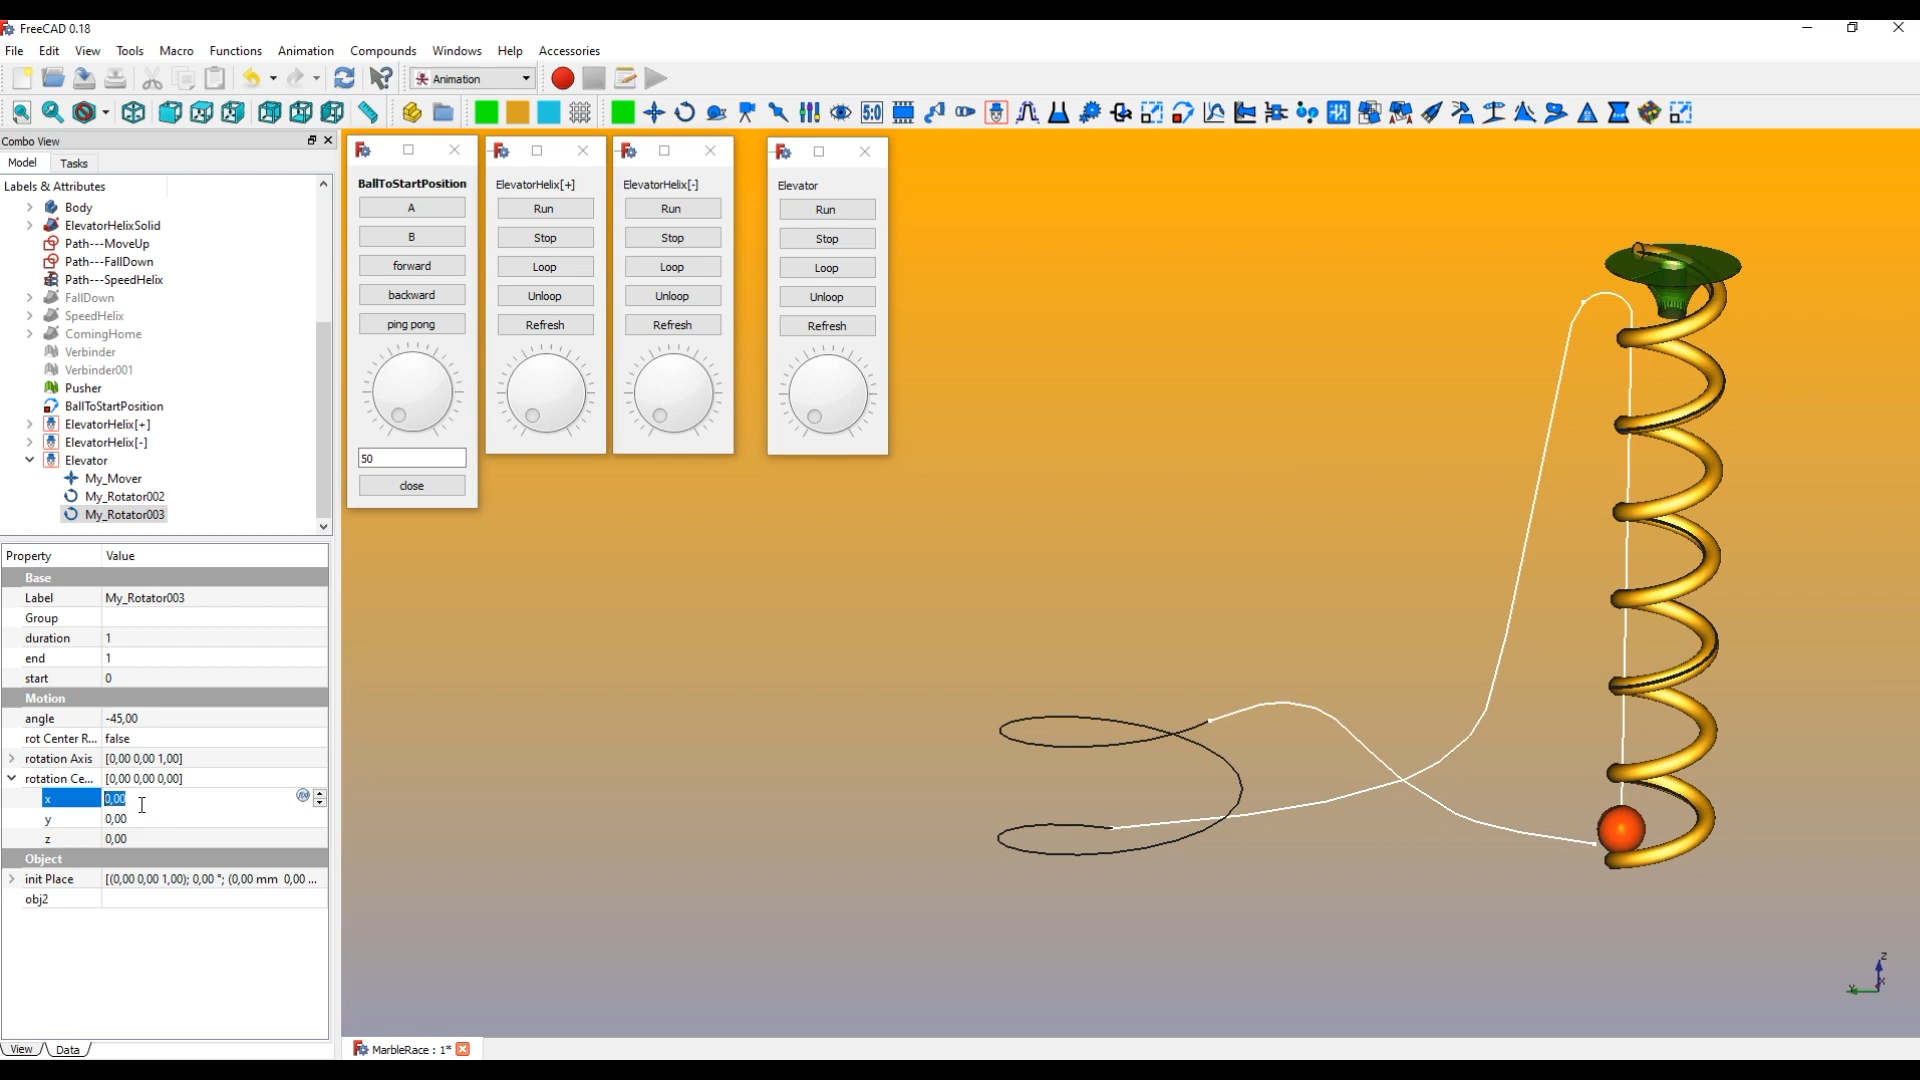 FreeCAD 0.18
File Edit View Tools Macro Functions Animation Compounds Windows Help Accessories
Animation
5:0
Combo View
Model Tasks
Labels & Attributes
Body
ElevatorHelixSolid
Path---MoveUp
Path---FallDown
Path---SpeedHelix
FallDown
SpeedHelix
ComingHome
Verbinder
Verbinder001
Pusher
BallToStartPosition
ElevatorHelix[+]
ElevatorHelix[-]
Elevator
My_Mover
My_Rotator002
My_Rotator003
Property Value
Base
Label My_Rotator003
Group
duration 1
end 1
start 0
Motion
angle -45,00
rot Center R... false
rotation Axis [0,00 0,00 1,00]
rotation Ce... [0,00 0,00 0,00]
x 0,00
y 0,00
z 0,00
Object
init Place [(0,00 0,00 1,00); 0,00 °; (0,00 mm 0,00 ...
obj2
View Data
BallToStartPosition
A
B
forward
backward
ping pong
50
close
ElevatorHelix[+]
Run
Stop
Loop
Unloop
Refresh
ElevatorHelix[-]
Run
Stop
Loop
Unloop
Refresh
Elevator
Run
Stop
Loop
Unloop
Refresh
Z
Y
X
MarbleRace : 1*